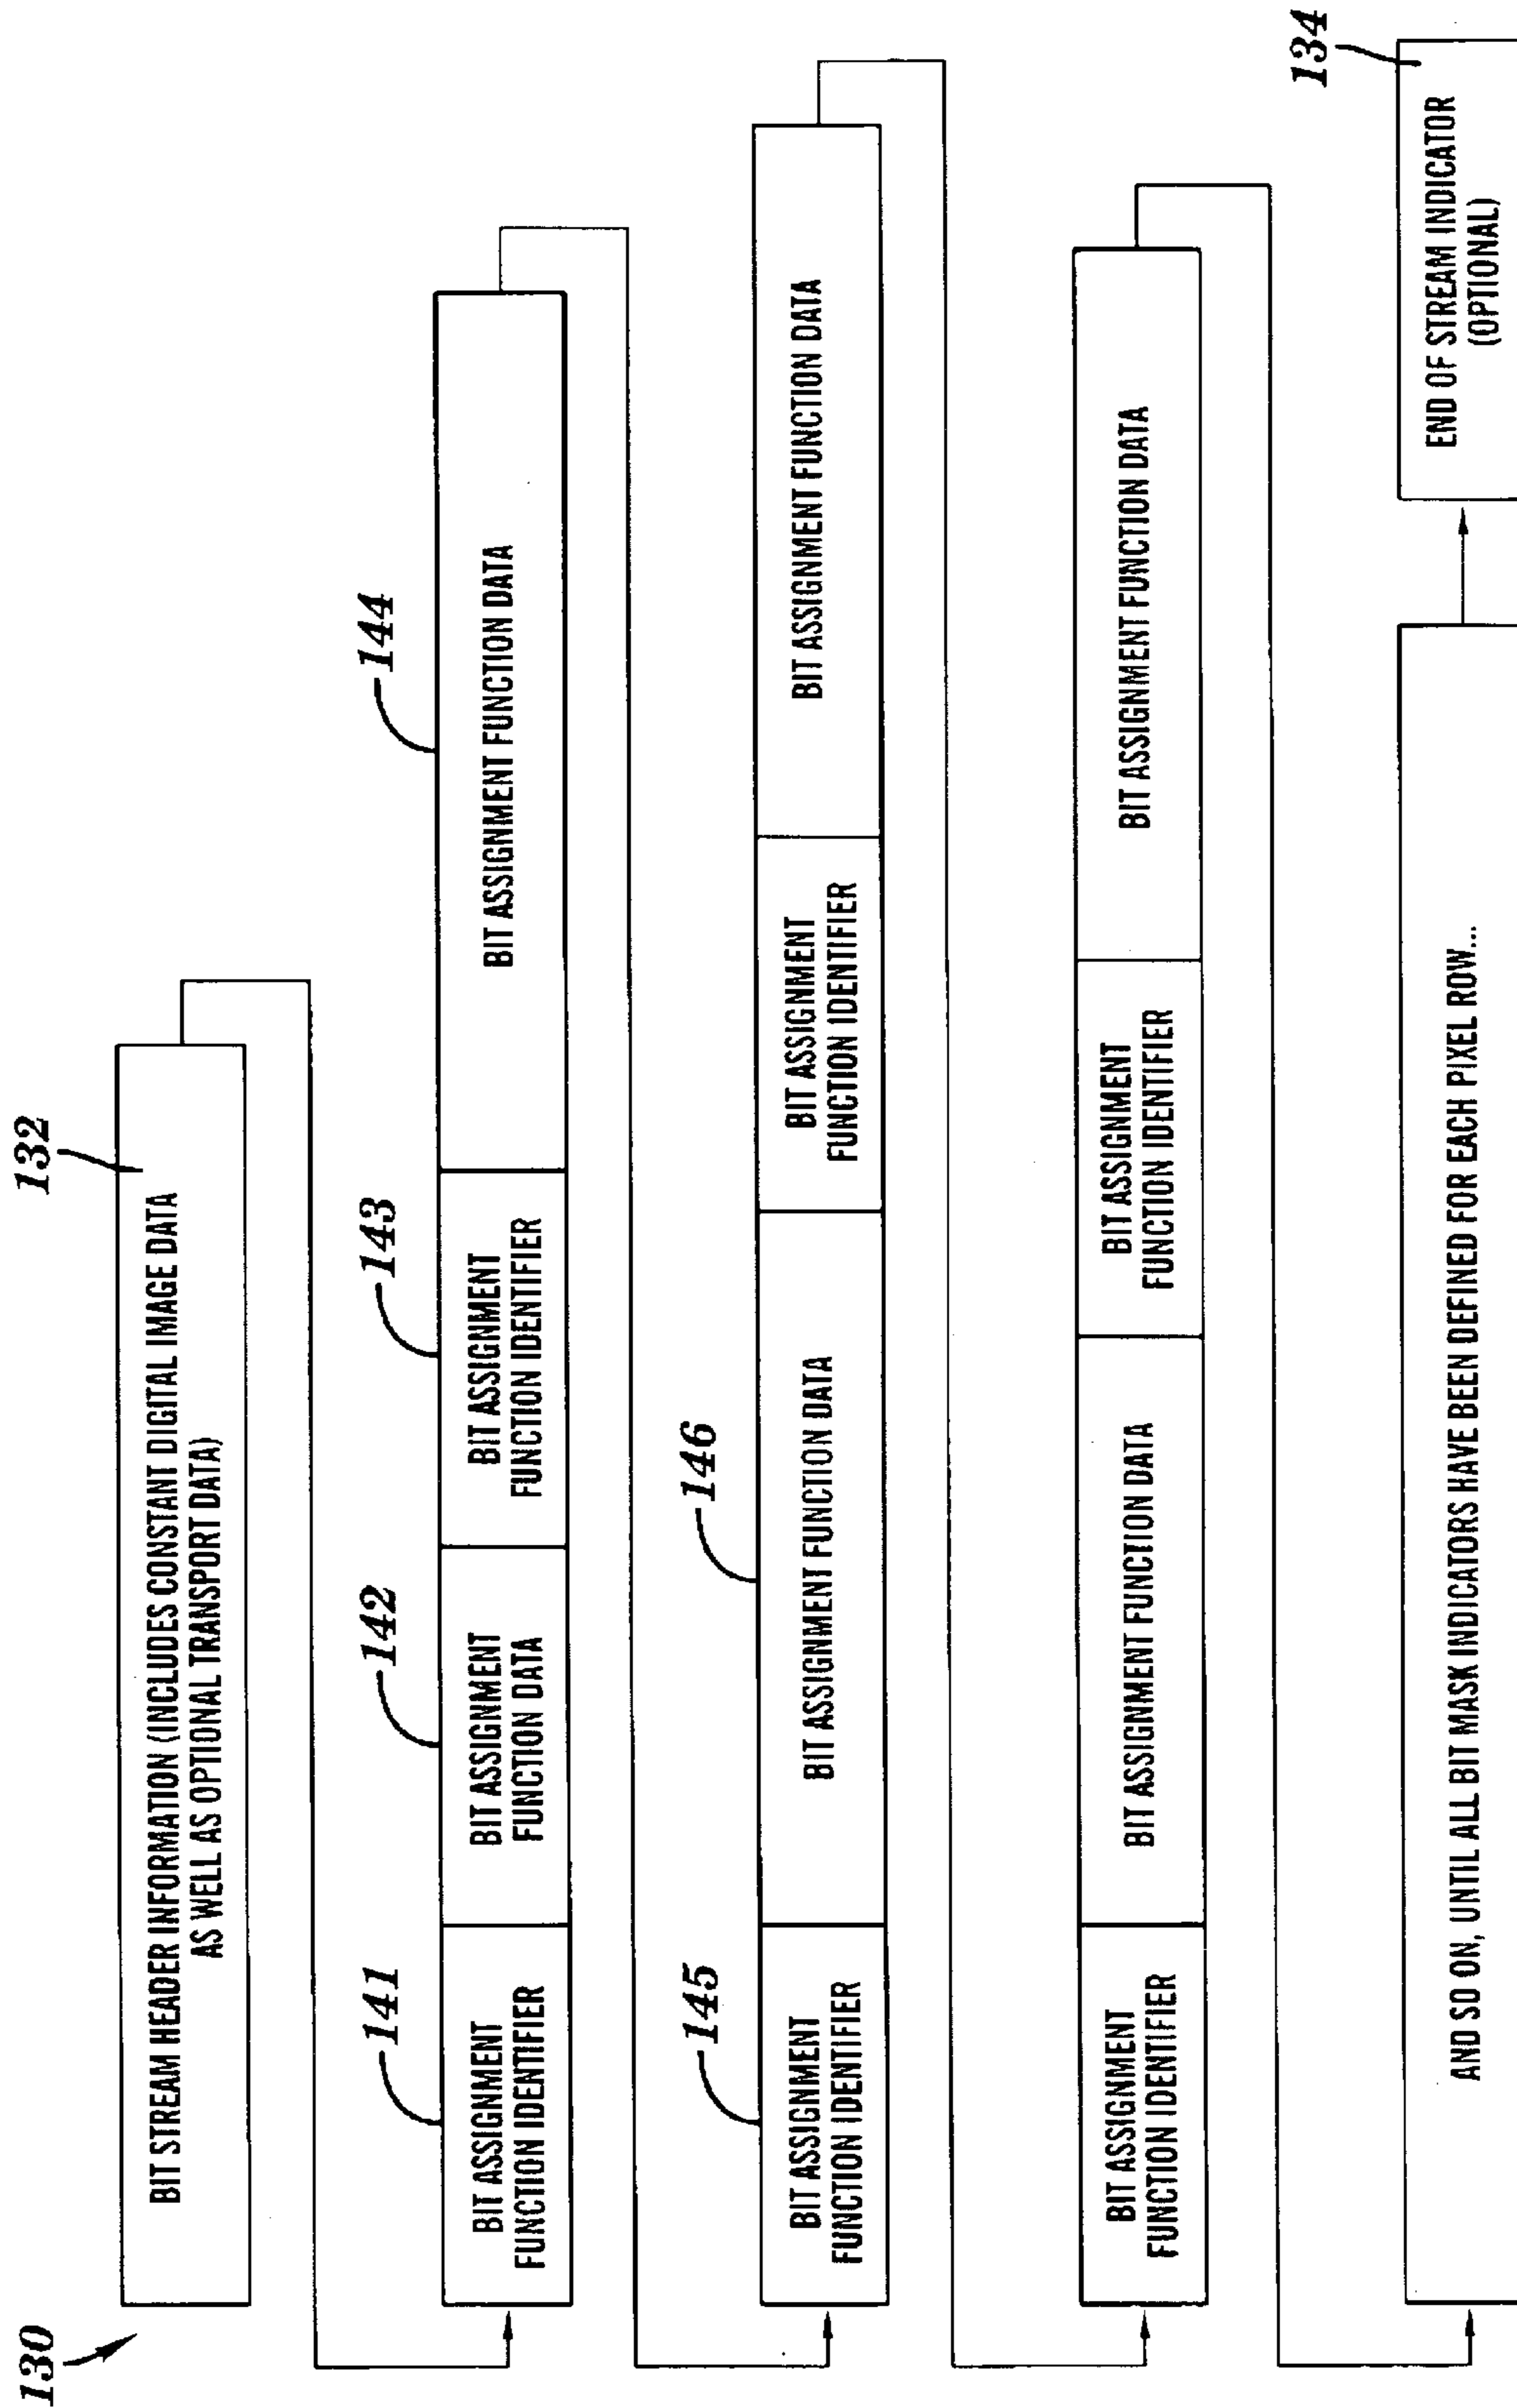 130
132
BIT STREAM HEADER INFORMATION (INCLUDES CONSTANT DIGITAL IMAGE DATA
AS WELL AS OPTIONAL TRANSPORT DATA)
141
142
143
144
BIT ASSIGNMENT
FUNCTION IDENTIFIER
BIT ASSIGNMENT
FUNCTION DATA
BIT ASSIGNMENT
FUNCTION IDENTIFIER
BIT ASSIGNMENT FUNCTION DATA
145
146
BIT ASSIGNMENT
FUNCTION IDENTIFIER
BIT ASSIGNMENT FUNCTION DATA
BIT ASSIGNMENT
FUNCTION IDENTIFIER
BIT ASSIGNMENT FUNCTION DATA
BIT ASSIGNMENT
FUNCTION IDENTIFIER
BIT ASSIGNMENT FUNCTION DATA
BIT ASSIGNMENT
FUNCTION IDENTIFIER
BIT ASSIGNMENT FUNCTION DATA
AND SO ON, UNTIL ALL BIT MASK INDICATORS HAVE BEEN DEFINED FOR EACH PIXEL ROW...
134
END OF STREAM INDICATOR
(OPTIONAL)